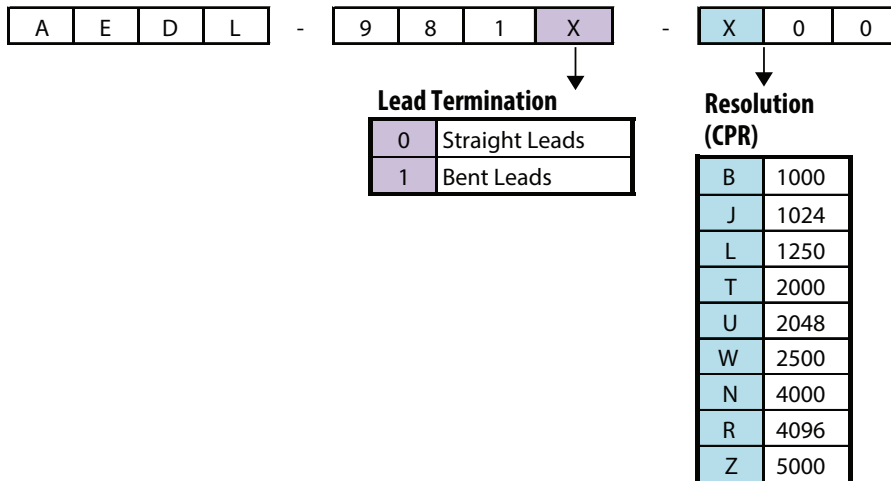 A E D L - 9 8 1 X - X 0 0
Lead Termination
0 Straight Leads
1 Bent Leads
Resolution
(CPR)
B 1000
J 1024
L 1250
T 2000
U 2048
W 2500
N 4000
R 4096
Z 5000